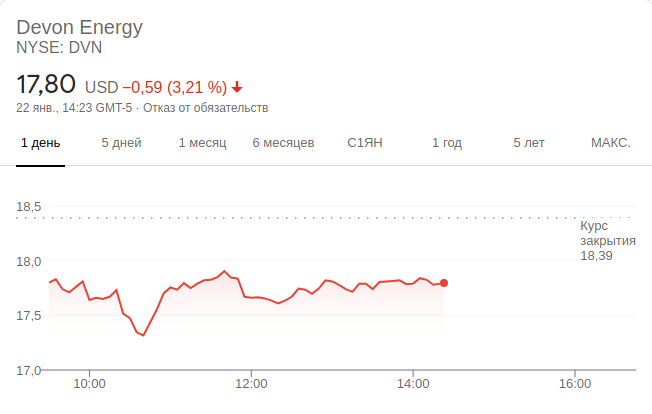 Devon Energy
NYSE: DVN
17,80 USD −0,59 (3,21 %)
22 янв., 14:23 GMT-5 · Отказ от обязательств
1 день 5 дней 1 месяц 6 месяцев С1ЯН 1 год 5 лет МАКС.
18,5
Курс
закрытия
18,39
18,0
17,5
17,0
10:00 12:00 14:00 16:00